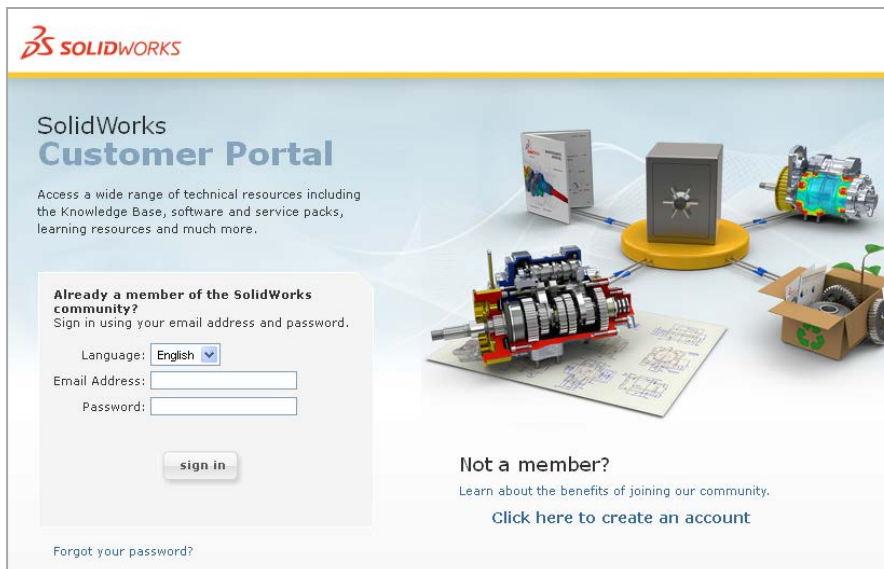 SOLIDWORKS
SolidWorks
Customer Portal
Access a wide range of technical resources including
the Knowledge Base, software and service packs,
learning resources and much more.
Already a member of the SolidWorks
community?
Sign in using your email address and password.
Language: English
Email Address:
Password:
sign in
Forgot your password?
Not a member?
Learn about the benefits of joining our community.
Click here to create an account